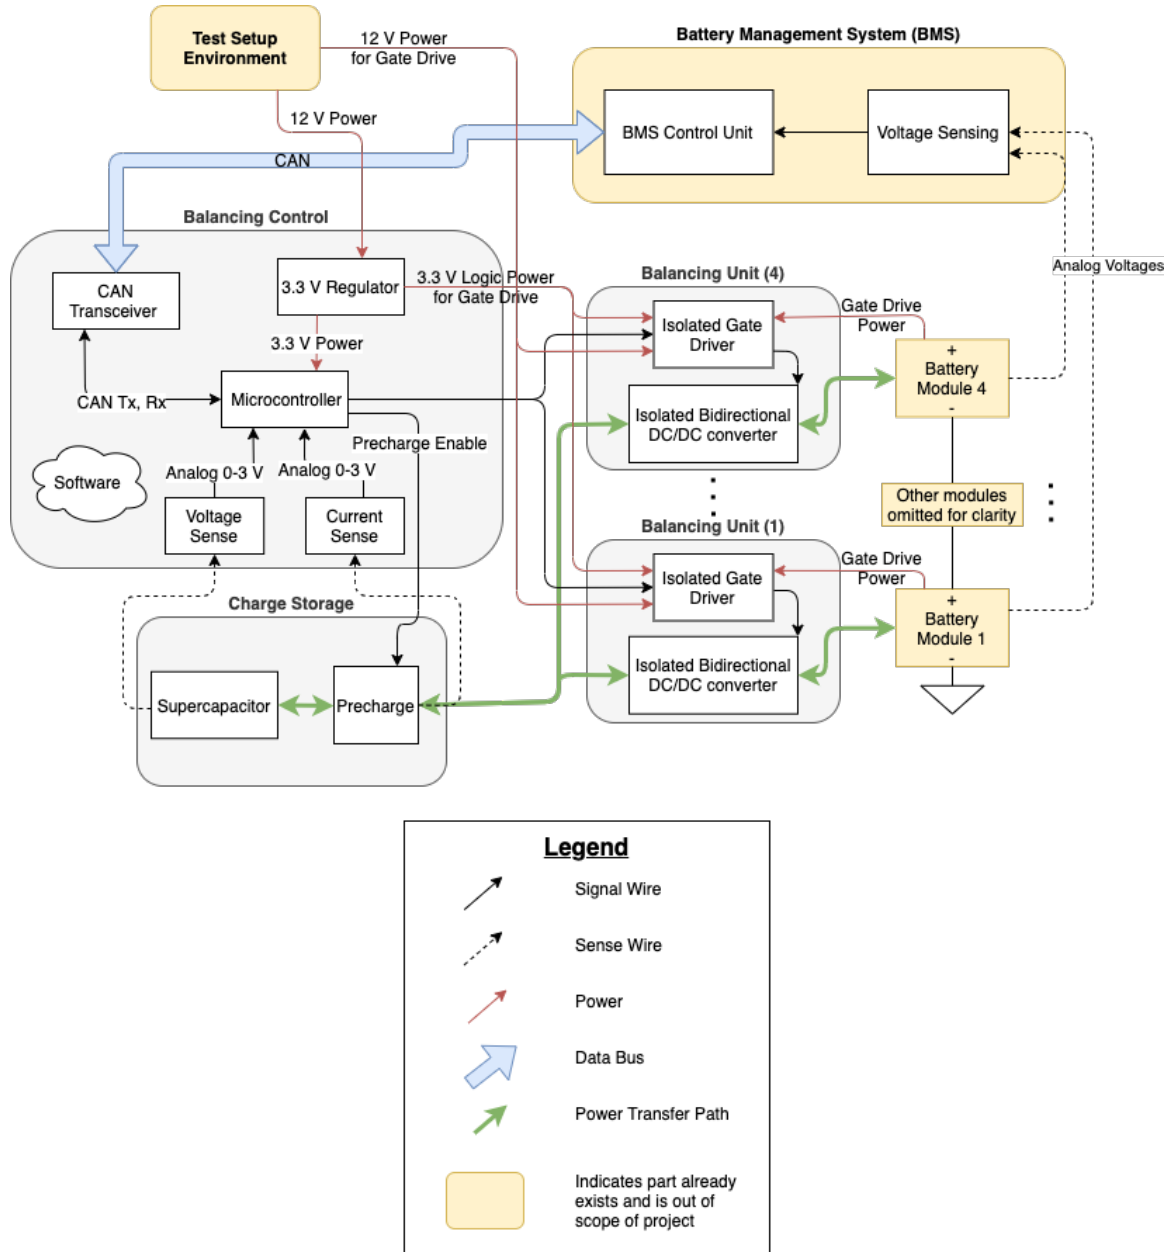 Test Setup
Environment
12 V Power
for Gate Drive
Battery Management System (BMS)
BMS Control Unit
Voltage Sensing
12 V Power
CAN
Balancing Control
CAN
Transceiver
3.3 V Regulator
3.3 V Logic Power
for Gate Drive
Balancing Unit (4)
Analog Voltages
Isolated Gate
Driver
Gate Drive
Power
3.3 V Power
+
Battery
Module 4
-
CAN Tx, Rx
Microcontroller
Isolated Bidirectional
DC/DC converter
Precharge Enable
Analog 0-3 V
Analog 0-3 V
Software
Voltage
Sense
Current
Sense
Other modules
omitted for clarity
Balancing Unit (1)
Isolated Gate
Driver
Gate Drive
Power
Charge Storage
+
Battery
Module 1
-
Isolated Bidirectional
DC/DC converter
Supercapacitor
Precharge
Legend
Signal Wire
Sense Wire
Power
Data Bus
Power Transfer Path
Indicates part already
exists and is out of
scope of project